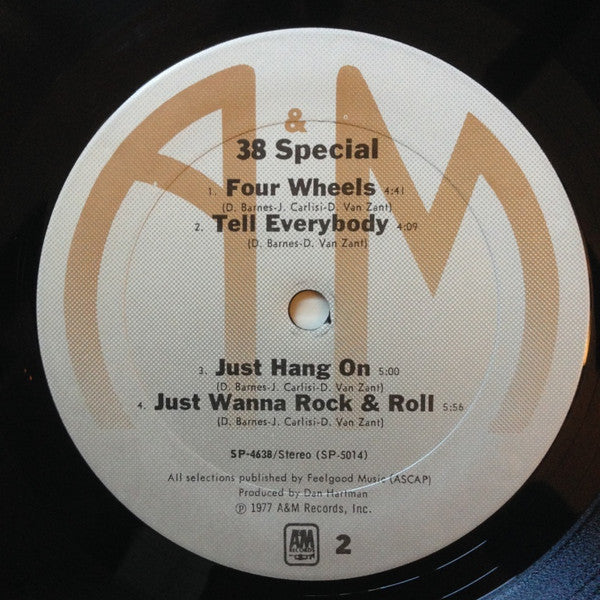 A&M
38 Special
1. Four Wheels 4:41
(D. Barnes-J. Carlisi-D. Van Zant)
2. Tell Everybody 4:09
(D. Barnes-D. Van Zant)
3. Just Hang On 5:00
(D. Barnes-J. Carlisi-D. Van Zant)
4. Just Wanna Rock & Roll 5:56
(D. Barnes-J. Carlisi-D. Van Zant)
SP-4638/Stereo (SP-5014)
All selections published by Feelgood Music (ASCAP)
Produced by Dan Hartman
℗ 1977 A&M Records, Inc.
A&M
RECORDS
2